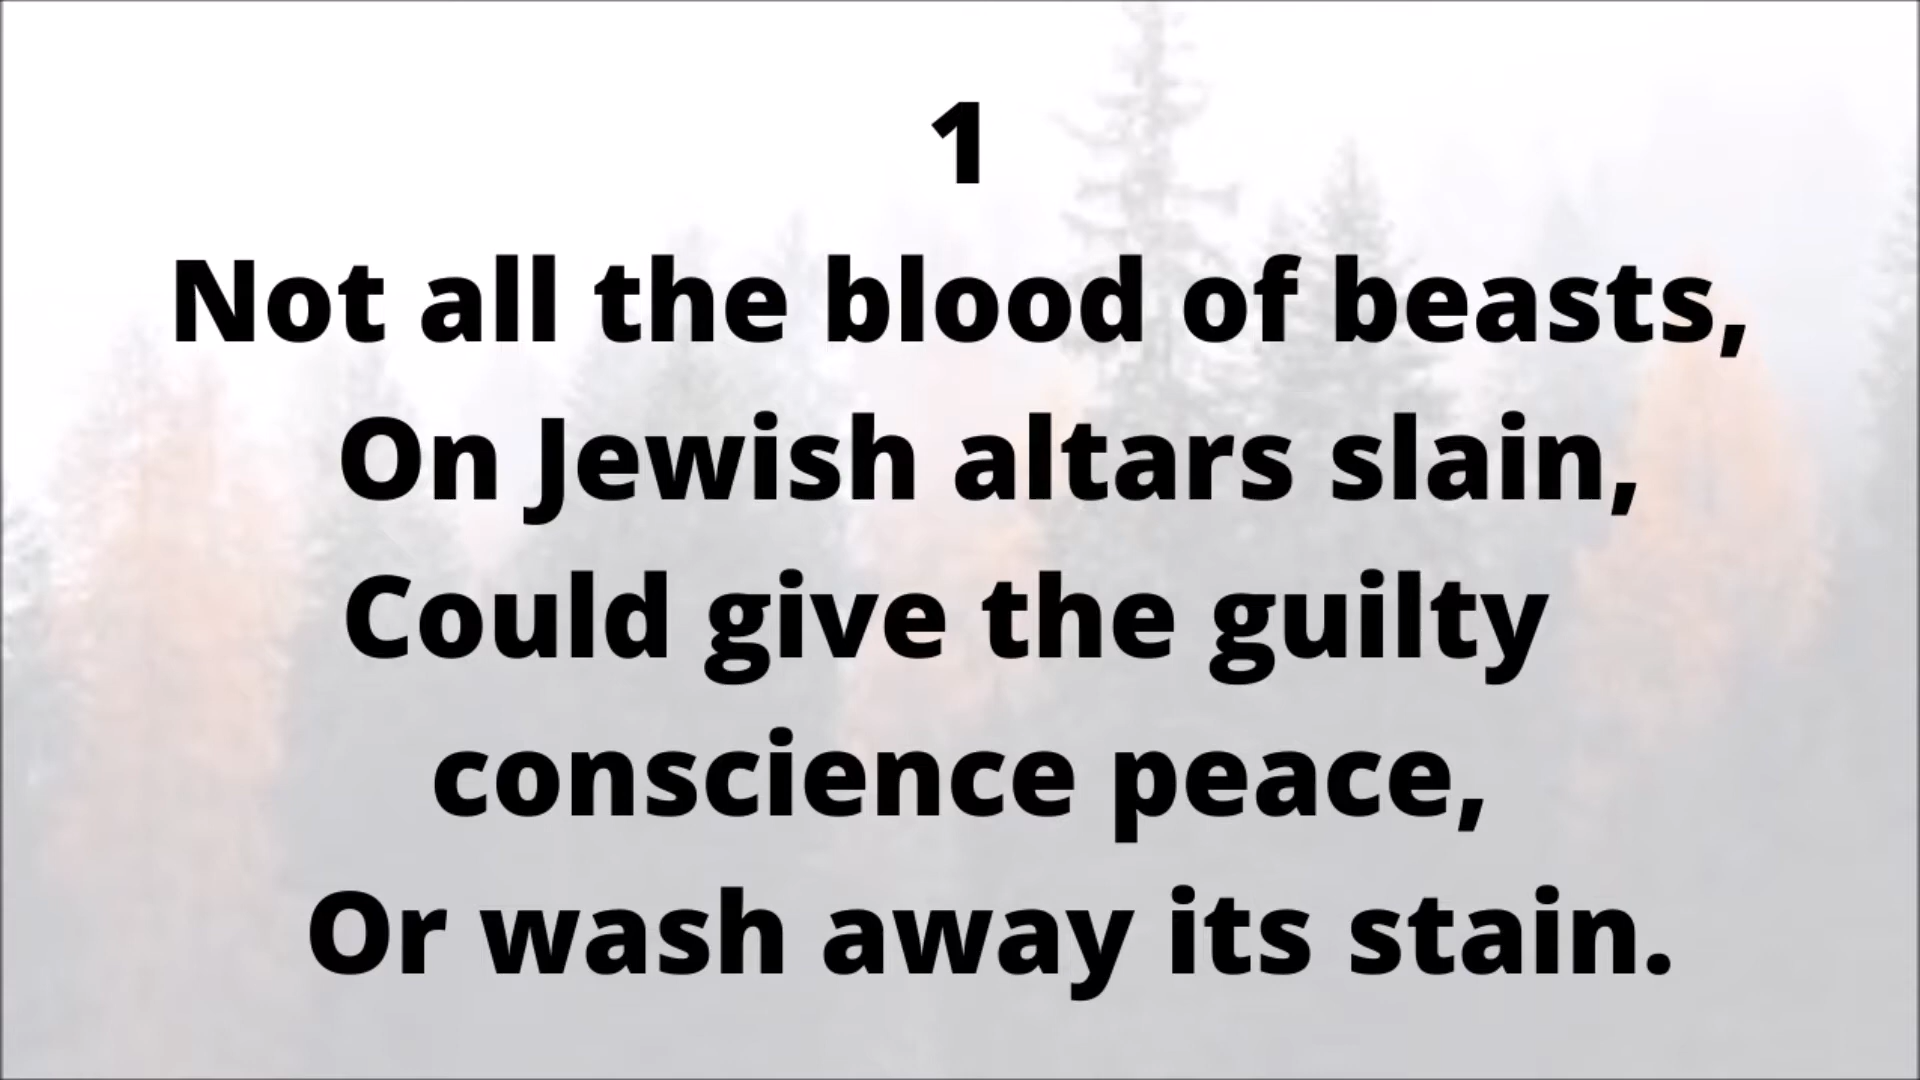 1
Not all the blood of beasts,
On Jewish altars slain,
Could give the guilty
conscience peace,
Or wash away its stain.